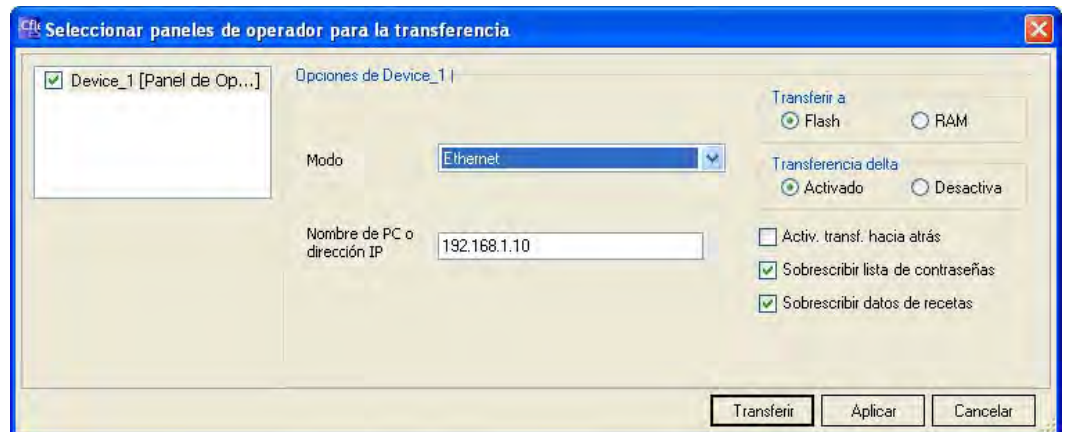 Seleccionar paneles de operador para la transferencia
Device_1 [Panel de Op...]
Opciones de Device_1 (
Modo
Ethernet
Nombre de PC o
dirección IP
192.168.1.10
Transferir a
Flash
RAM
Transferencia delta
Activado
Desactiva
Activ. transf. hacia atrás
Sobrescribir lista de contraseñas
Sobrescribir datos de recetas
Transferir
Aplicar
Cancelar